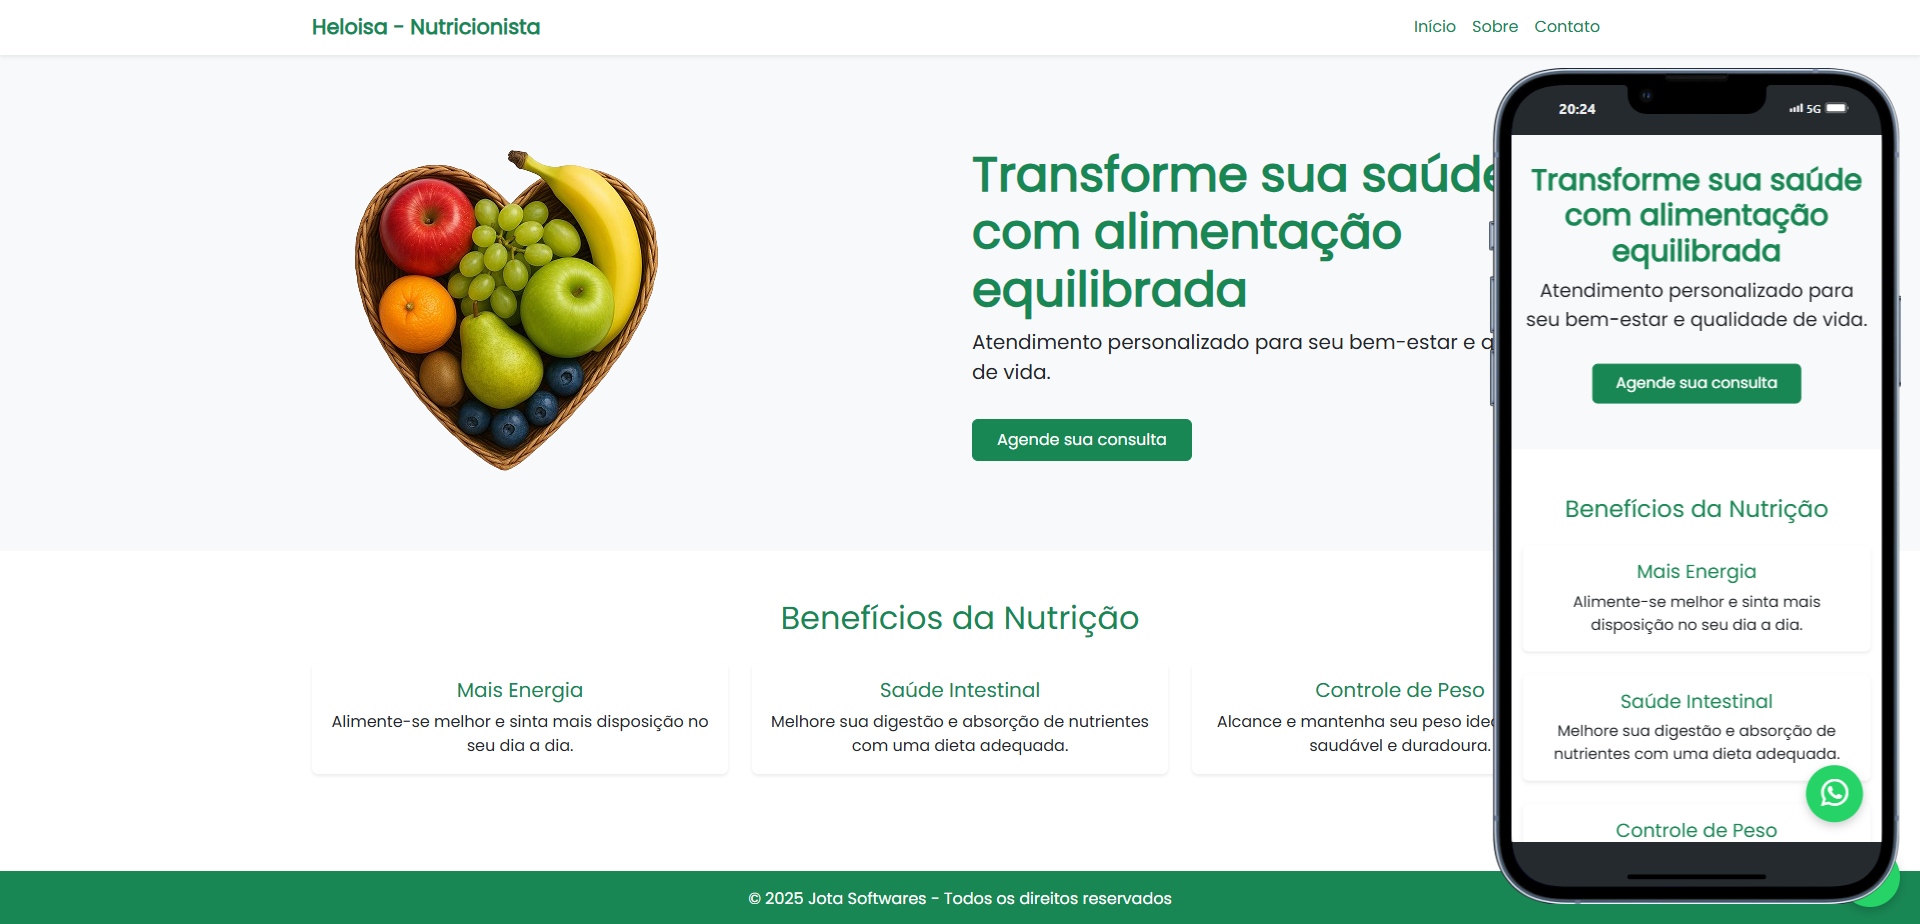 Heloisa - Nutricionista
Início Sobre Contato
Transforme sua saúde
com alimentação
equilibrada
Atendimento personalizado para seu bem-estar e q
de vida.
Agende sua consulta
Benefícios da Nutrição
Mais Energia
Alimente-se melhor e sinta mais disposição no
seu dia a dia.
Saúde Intestinal
Melhore sua digestão e absorção de nutrientes
com uma dieta adequada.
Controle de Peso
Alcance e mantenha seu peso
saudável e duradoura.
© 2025 Jota Softwares - Todos os direitos reservados
20:24
5G
Transforme sua saúde
com alimentação
equilibrada
Atendimento personalizado para
seu bem-estar e qualidade de vida.
Agende sua consulta
Benefícios da Nutrição
Mais Energia
Alimente-se melhor e sinta mais
disposição no seu dia a dia.
Saúde Intestinal
Melhore sua digestão e absorção de
nutrientes com uma dieta adequada.
Controle de Peso